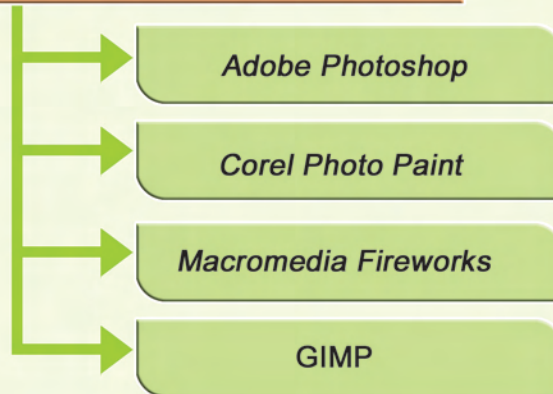 Adobe Photoshop
Corel Photo Paint
Macromedia Fireworks
GIMP